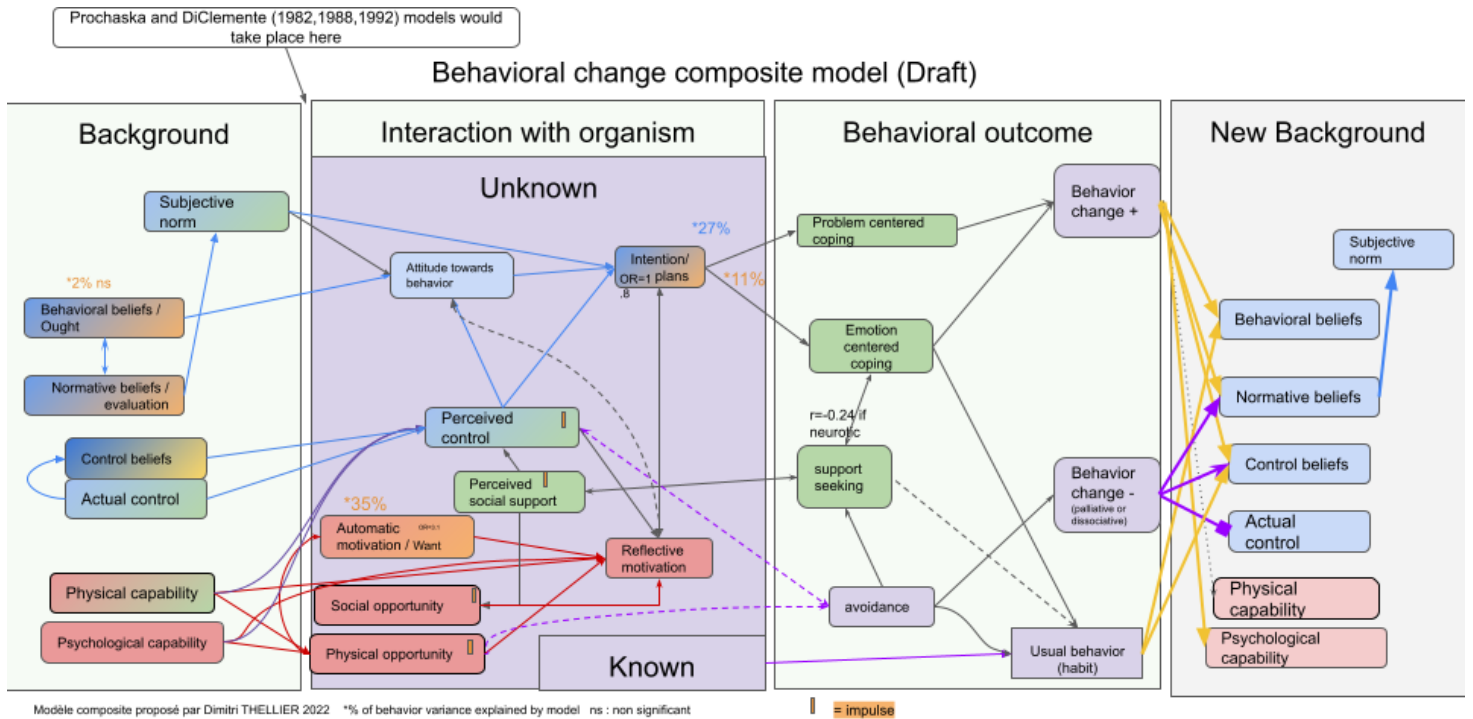 Prochaska and DiClemente (1982,1988,1992) models would
take place here
Behavioral change composite model (Draft)
Background
Subjective
norm
*2% ns
Behavioral beliefs /
Ought
Normative beliefs /
evaluation
Control beliefs
Actual control
Physical capability
Psychological capability
Interaction with organism
Unknown
*27%
Attitude towards
behavior
Intention/
OR=1 plans
.8
*11%
Perceived
control
Perceived
social support
*35%
Automatic OR=3.1
motivation / Want
Reflective
motivation
Social opportunity
Physical opportunity
Known
Behavioral outcome
Problem centered
coping
Emotion
centered
coping
r=-0.24 if
neurotic
support
seeking
avoidance
Behavior
change +
Behavior
change -
(palliative or
dissociative)
Usual behavior
(habit)
New Background
Subjective
norm
Behavioral beliefs
Normative beliefs
Control beliefs
Actual
control
Physical
capability
Psychological
capability
Modèle composite proposé par Dimitri THELLIER 2022 *% of behavior variance explained by model ns : non significant
= impulse